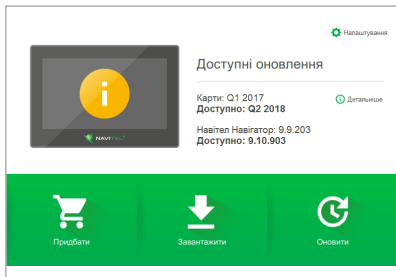 Налаштування
Доступні оновлення
Карти: Q1 2017
Доступно: Q2 2018
Детальніше
Навітел Навігатор: 9.9.203
Доступно: 9.10.903
NAVITEL
Придбати
Завантажити
Оновити